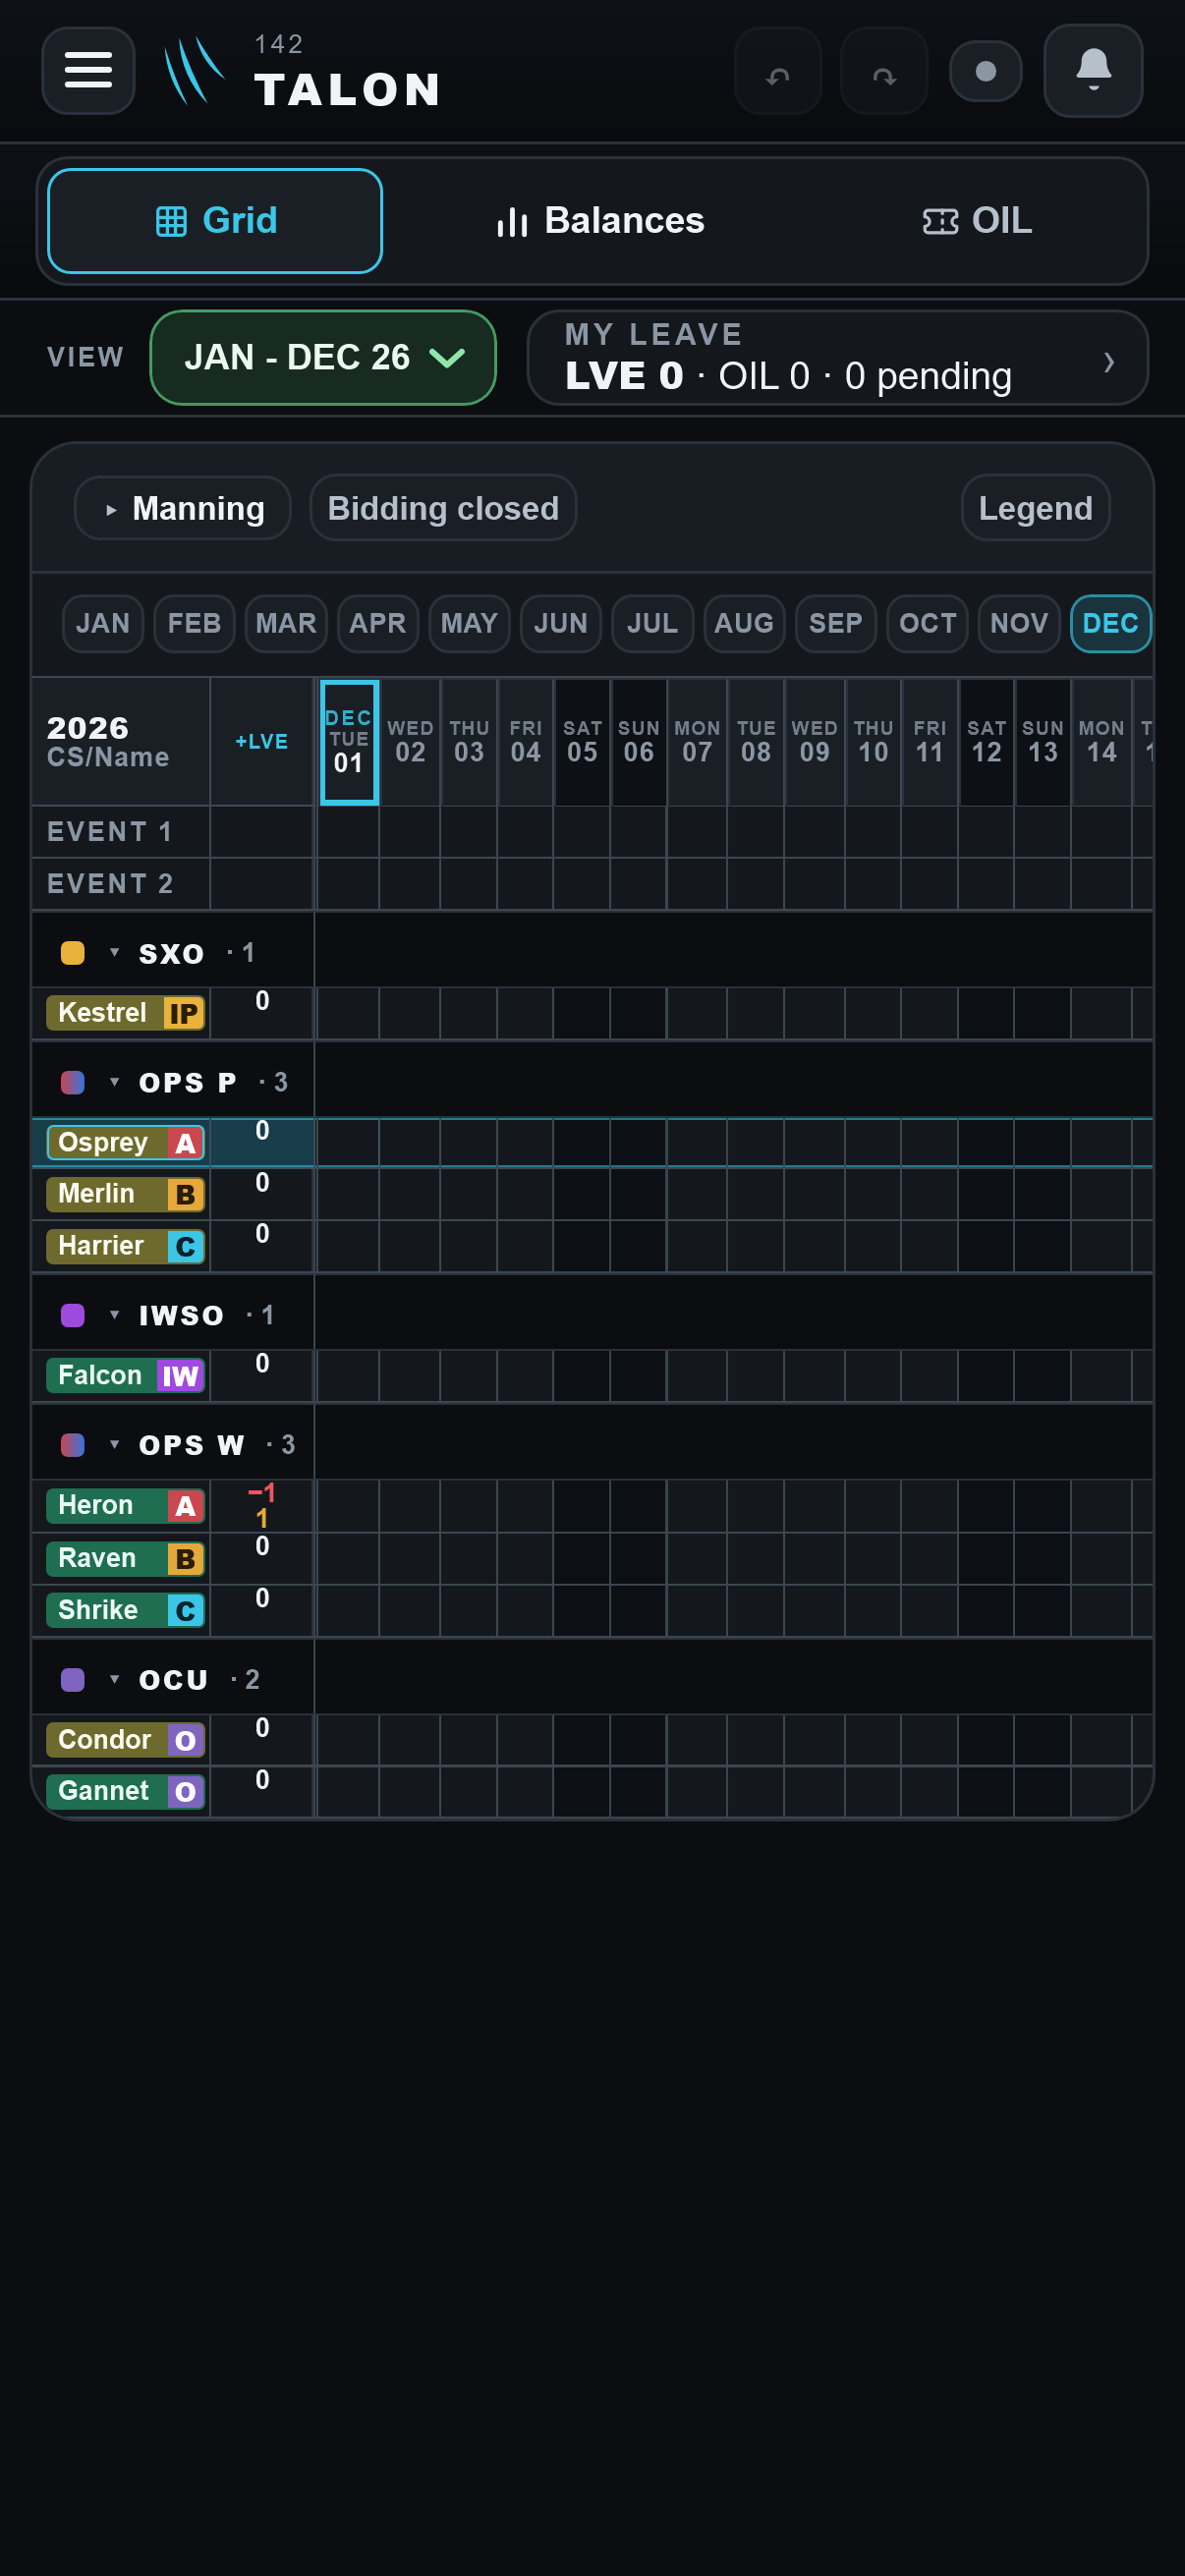 142
TALON
Grid
Balances
OIL
VIEW
JAN - DEC 26
MY LEAVE
LVE 0 · OIL 0 · 0 pending
Manning
Bidding closed
Legend
JAN FEB MAR APR MAY JUN JUL AUG SEP OCT NOV DEC
2026
CS/Name
+LVE
DEC
TUE WED THU FRI SAT SUN MON TUE WED THU FRI SAT SUN MON
01 02 03 04 05 06 07 08 09 10 11 12 13 14
EVENT 1
EVENT 2
SXO · 1
Kestrel IP 0
OPS P · 3
Osprey A 0
Merlin B 0
Harrier C 0
IWSO · 1
Falcon IW 0
OPS W · 3
Heron A −1
1
Raven B 0
Shrike C 0
OCU · 2
Condor O 0
Gannet O 0